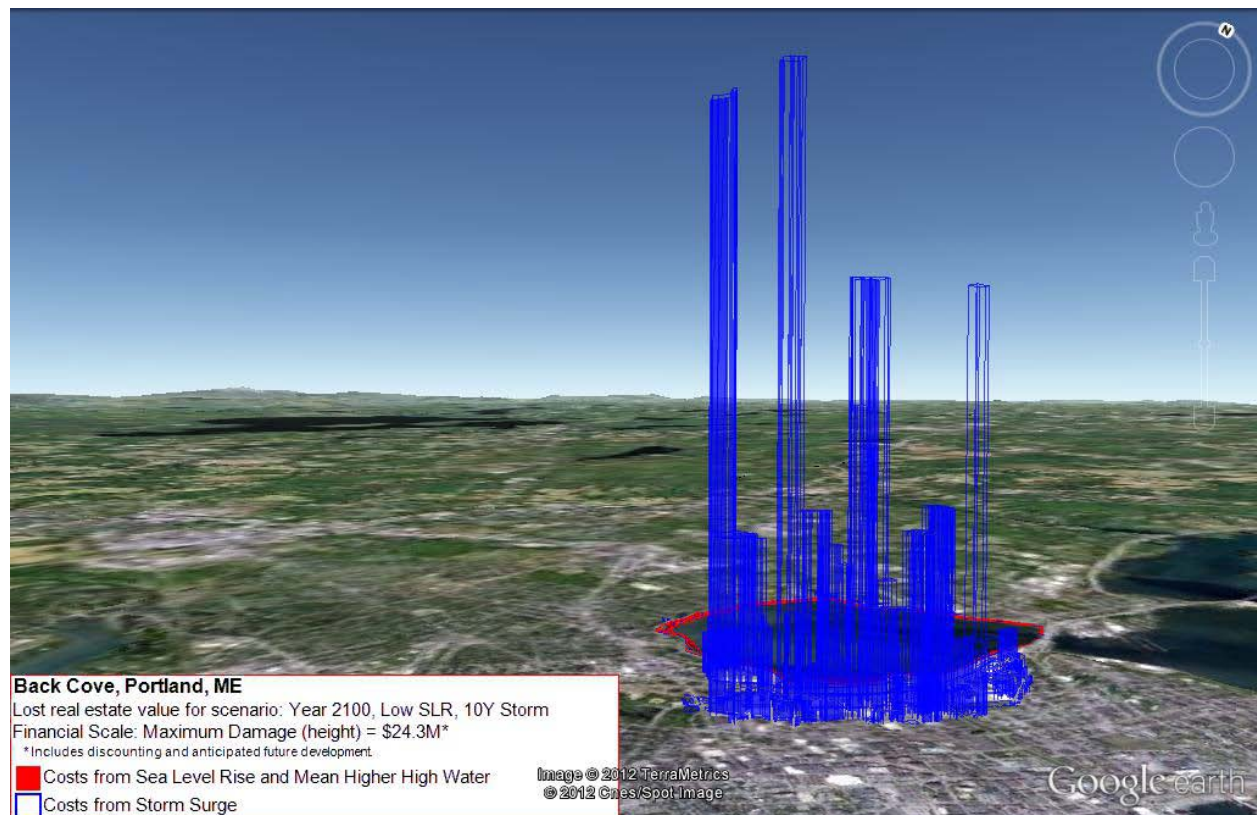 N
Back Cove, Portland, ME
Lost real estate value for scenario: Year 2100, Low SLR, 10Y Storm
Financial Scale: Maximum Damage (height) = $24.3M*
*Includes discounting and anticipated future development.
Costs from Sea Level Rise and Mean Higher High Water
Costs from Storm Surge
Image © 2012 TerraMetrics
© 2012 Cnes/Spot Image
Google earth